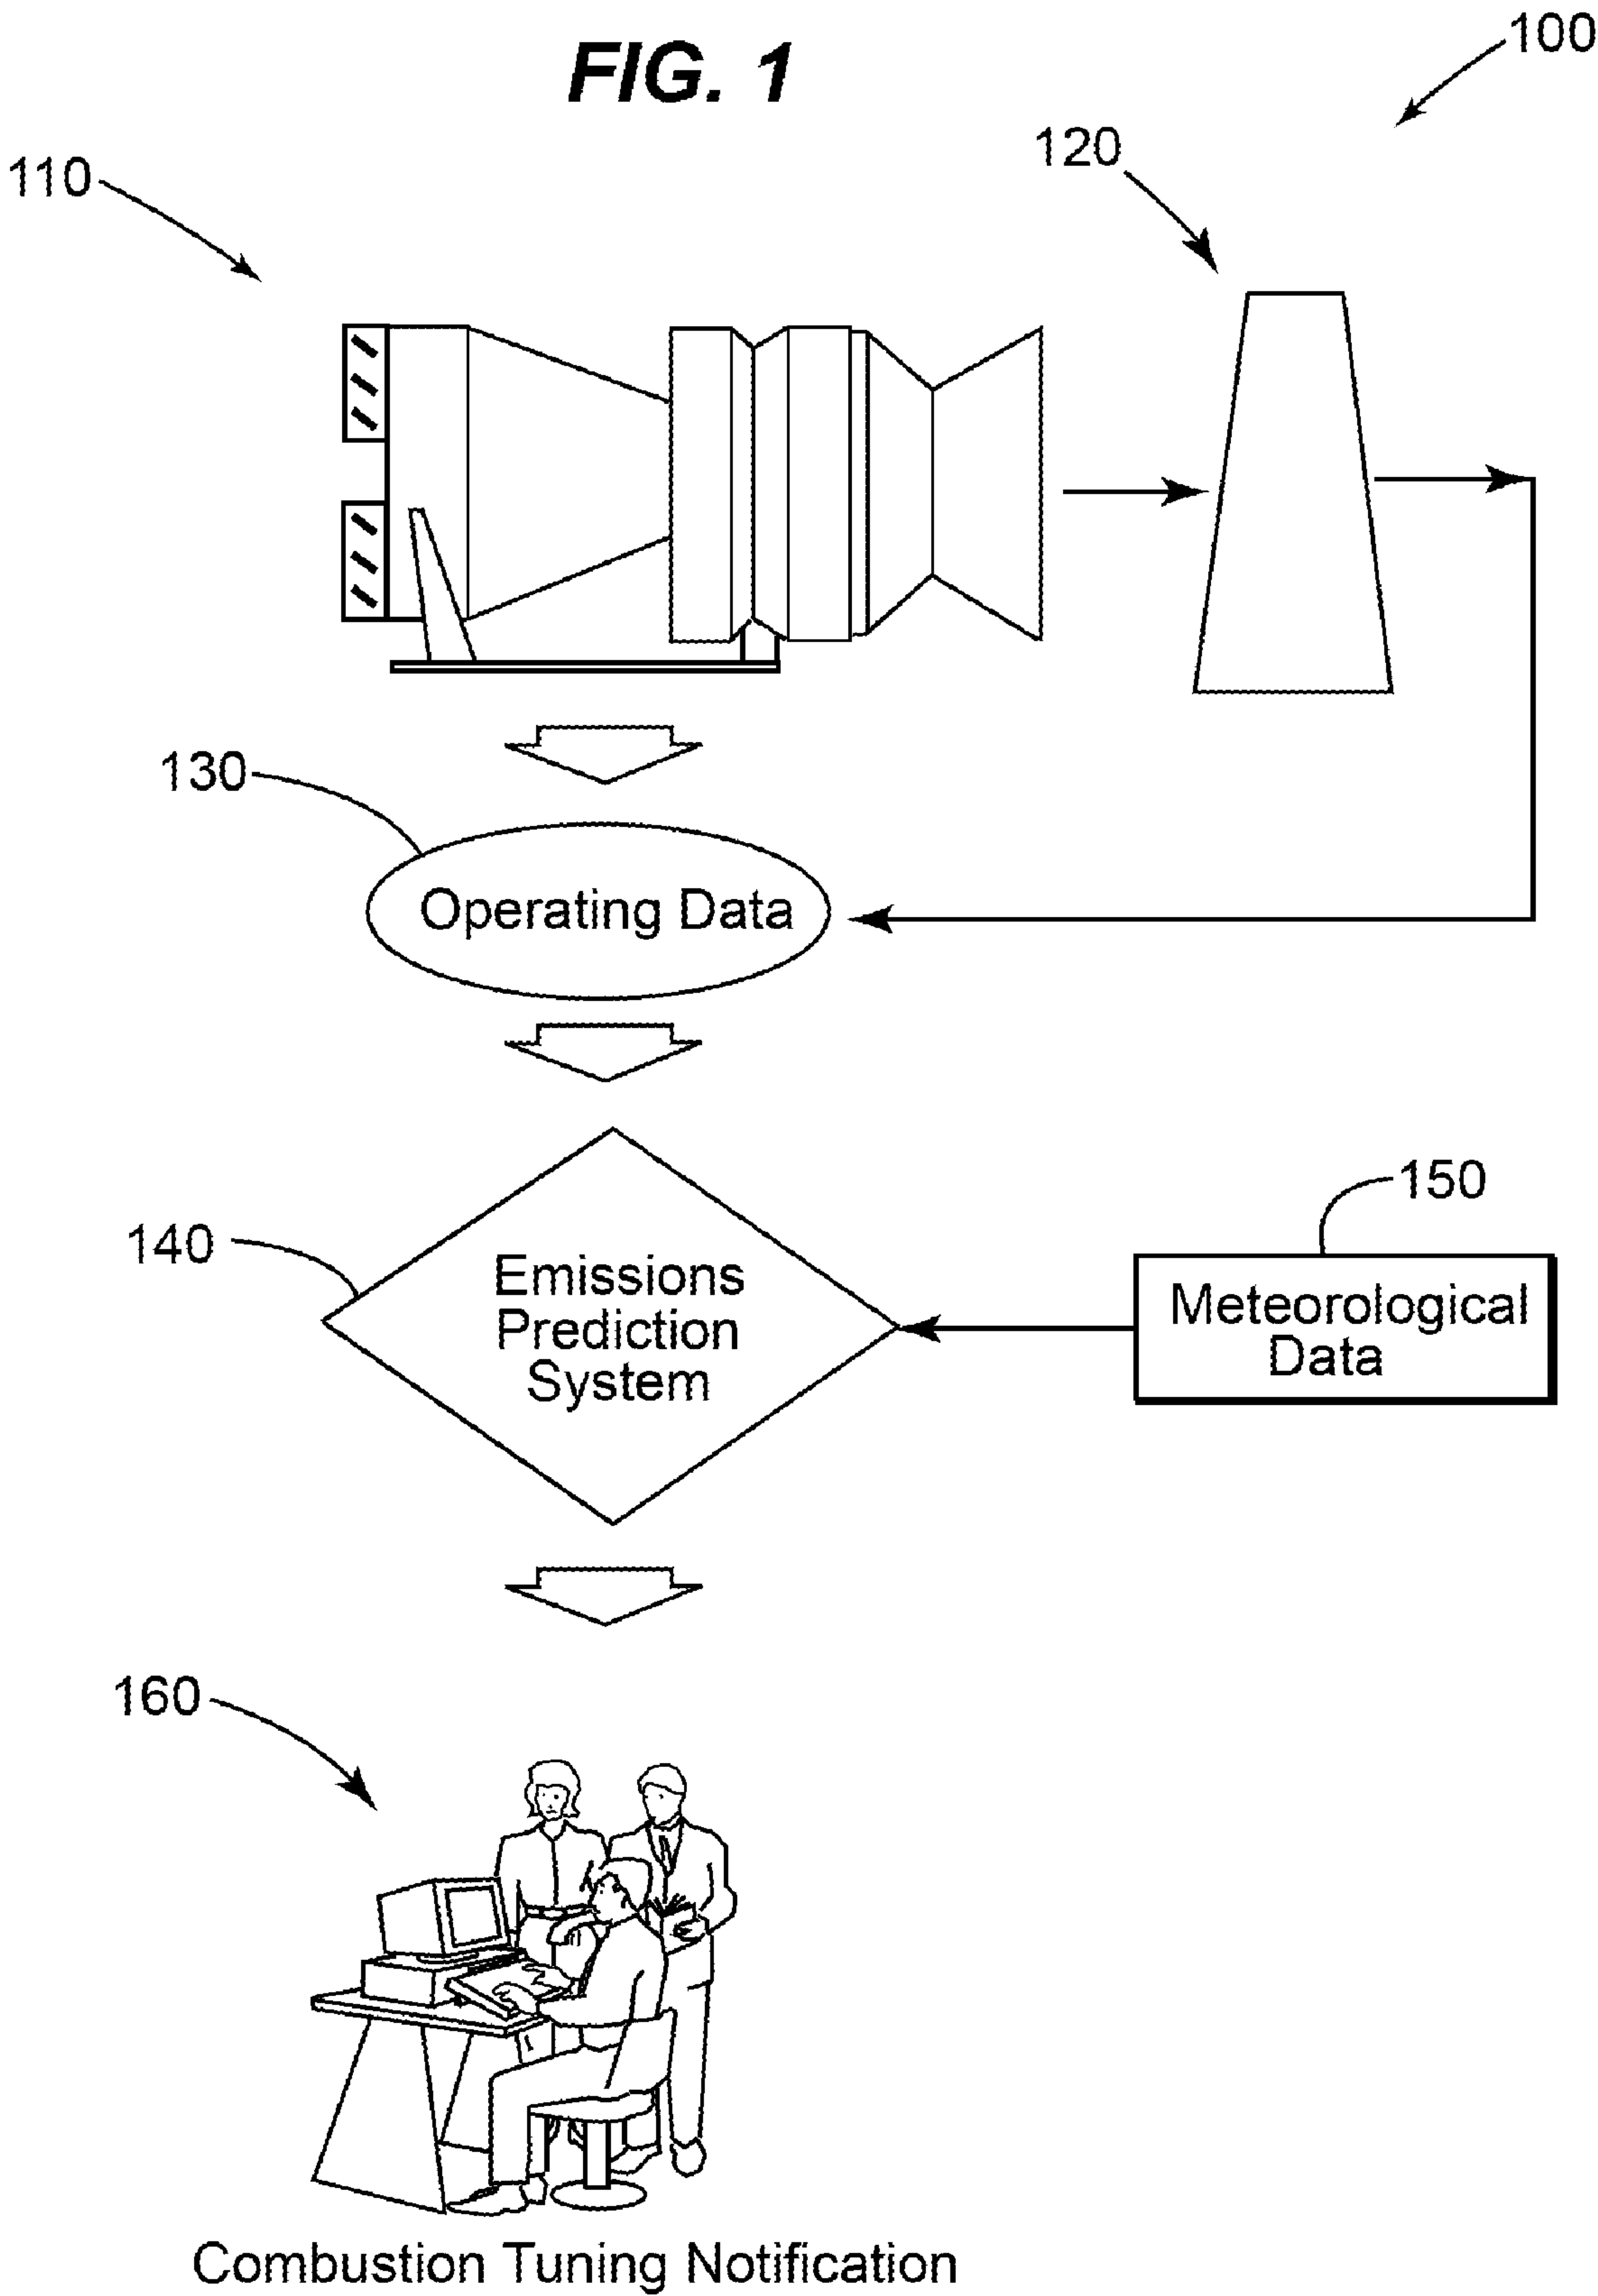 FIG. 1
100
120
110
130
Operating Data
150
140
Emissions
Prediction
System
Meteorological
Data
160
Combustion Tuning Notification